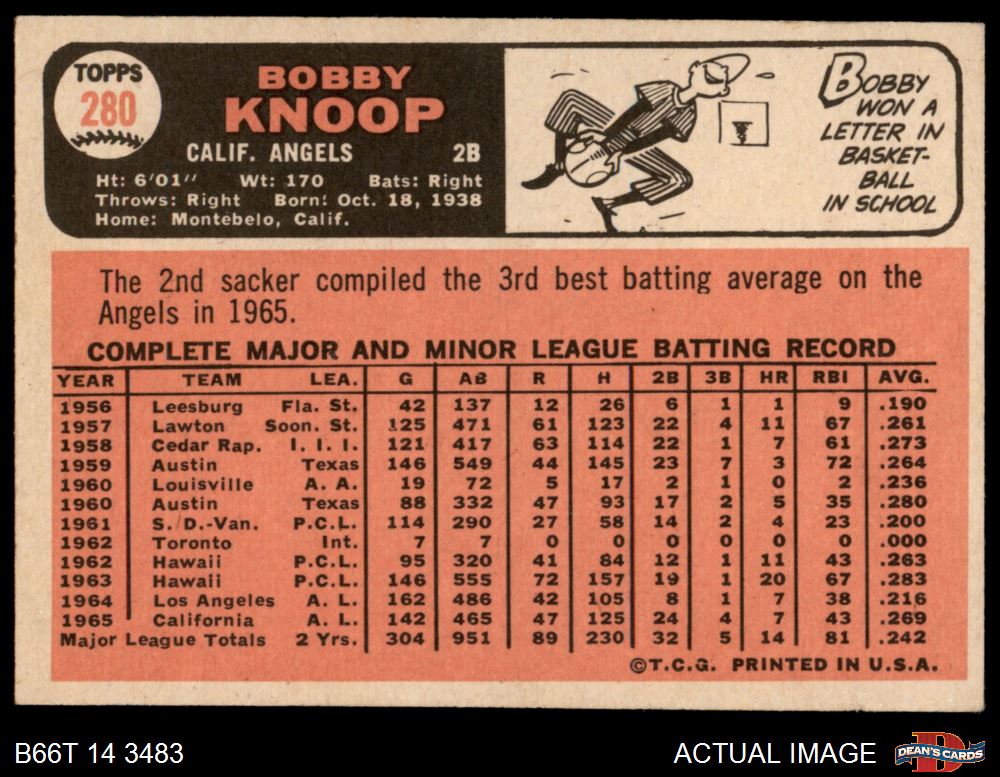 TOPPS
280
BOBBY
KNOOP
CALIF. ANGELS 2B
Ht: 6'01" Wt: 170 Bats: Right
Throws: Right Born: Oct. 18, 1938
Home: Montebelo, Calif.
BOBBY
WON A
LETTER IN
BASKET-
BALL
IN SCHOOL
The 2nd sacker compiled the 3rd best batting average on the
Angels in 1965.
COMPLETE MAJOR AND MINOR LEAGUE BATTING RECORD
YEAR TEAM LEA. G AB R H 2B 3B HR RBI AVG.
1956 Leesburg Fla. St. 42 137 12 26 6 1 1 9 .190
1957 Lawton Soon. St. 125 471 61 123 22 4 11 67 .261
1958 Cedar Rap. I. I. I. 121 417 63 114 22 1 7 61 .273
1959 Austin Texas 146 549 44 145 23 7 3 72 .264
1960 Louisville A. A. 19 72 5 17 2 1 0 2 .236
1960 Austin Texas 88 332 47 93 17 2 5 35 .280
1961 S. D.-Van. P.C.L. 114 290 27 58 14 2 4 23 .200
1962 Toronto Int. 7 7 0 0 0 0 0 0 .000
1962 Hawaii P.C.L. 95 320 41 84 12 1 11 43 .263
1963 Hawaii P.C.L. 146 555 72 157 19 1 20 67 .283
1964 Los Angeles A. L. 162 486 42 105 8 1 7 38 .216
1965 California A. L. 142 465 47 125 24 4 7 43 .269
Major League Totals 2 Yrs. 304 951 89 230 32 5 14 81 .242
©T.C.G. PRINTED IN U.S.A.
B66T 14 3483
ACTUAL IMAGE
DEAN'S CARDS